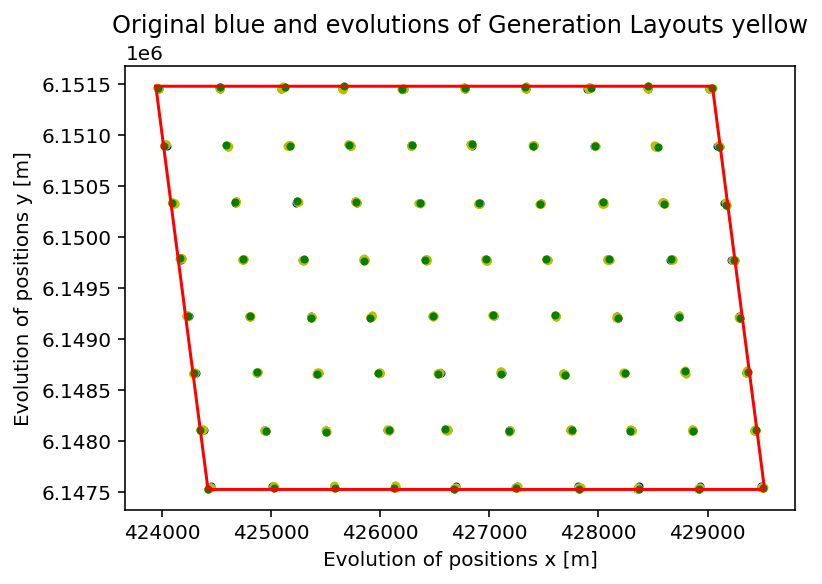 Original blue and evolutions of Generation Layouts yellow
1e6
6.1515
6.1510
6.1505
6.1500
6.1495
6.1490
6.1485
6.1480
6.1475
Evolution of positions y [m]
424000 425000 426000 427000 428000 429000
Evolution of positions x [m]